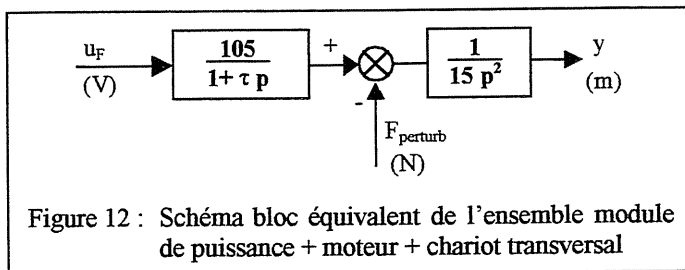 u_F
(V)
105
1+ τ p
+
-
F_perturb
(N)
1
15 p²
y
(m)
Figure 12 : Schéma bloc équivalent de l'ensemble module
de puissance + moteur + chariot transversal